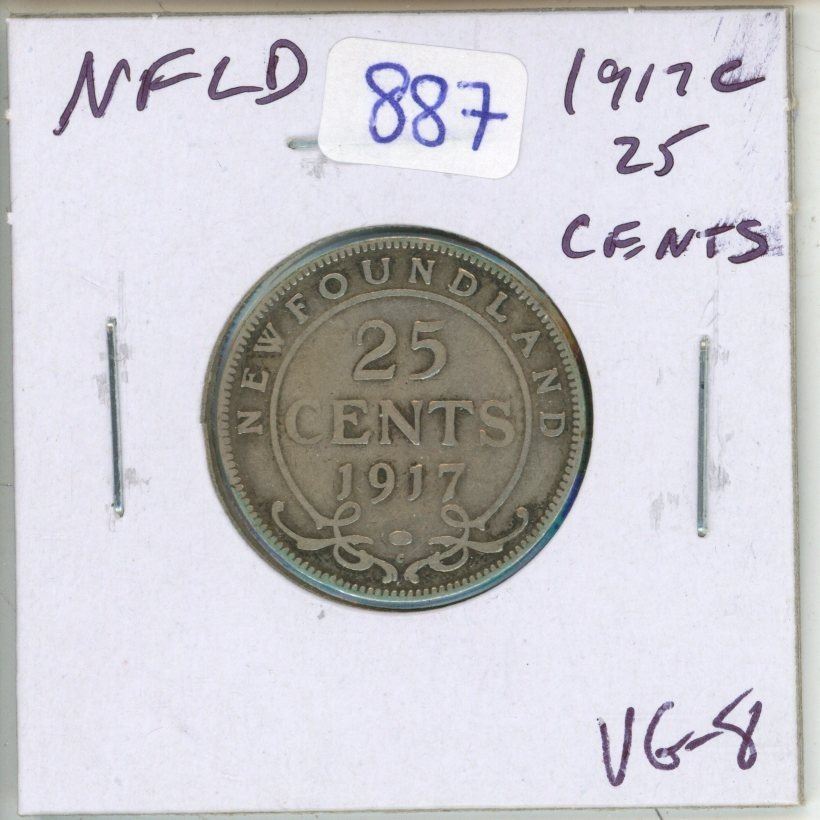 NFLD
887
1917C
25
CENTS
NEWFOUNDLAND
25
CENTS
1917
C
VG-8